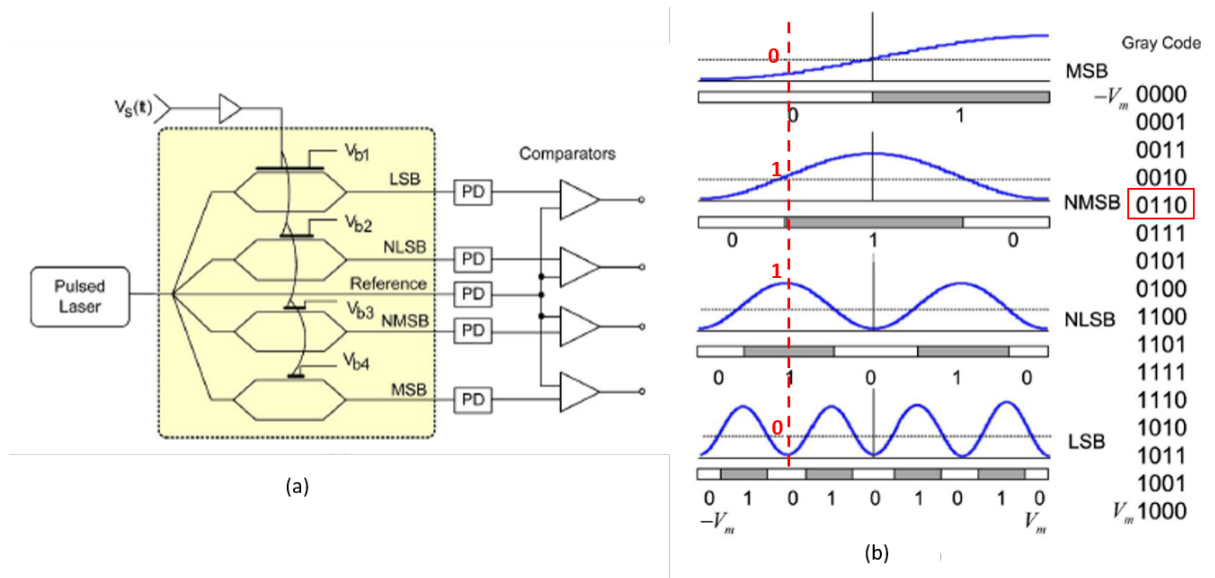 Vs(t)
Vb1
LSB
PD
Comparators
Vb2
NLSB
PD
Pulsed
Laser
Reference
PD
Vb3
NMSB
PD
Vb4
MSB
PD
(a)
0
MSB
0 1
1
NMSB
0 1 0
1
NLSB
0 1 0 1 0
0
LSB
0 1 0 1 0 1 0 1 0
-Vm Vm
Gray Code
-Vm 0000
0001
0011
0010
0110
0111
0101
0100
1100
1101
1111
1110
1010
1011
1001
Vm 1000
(b)